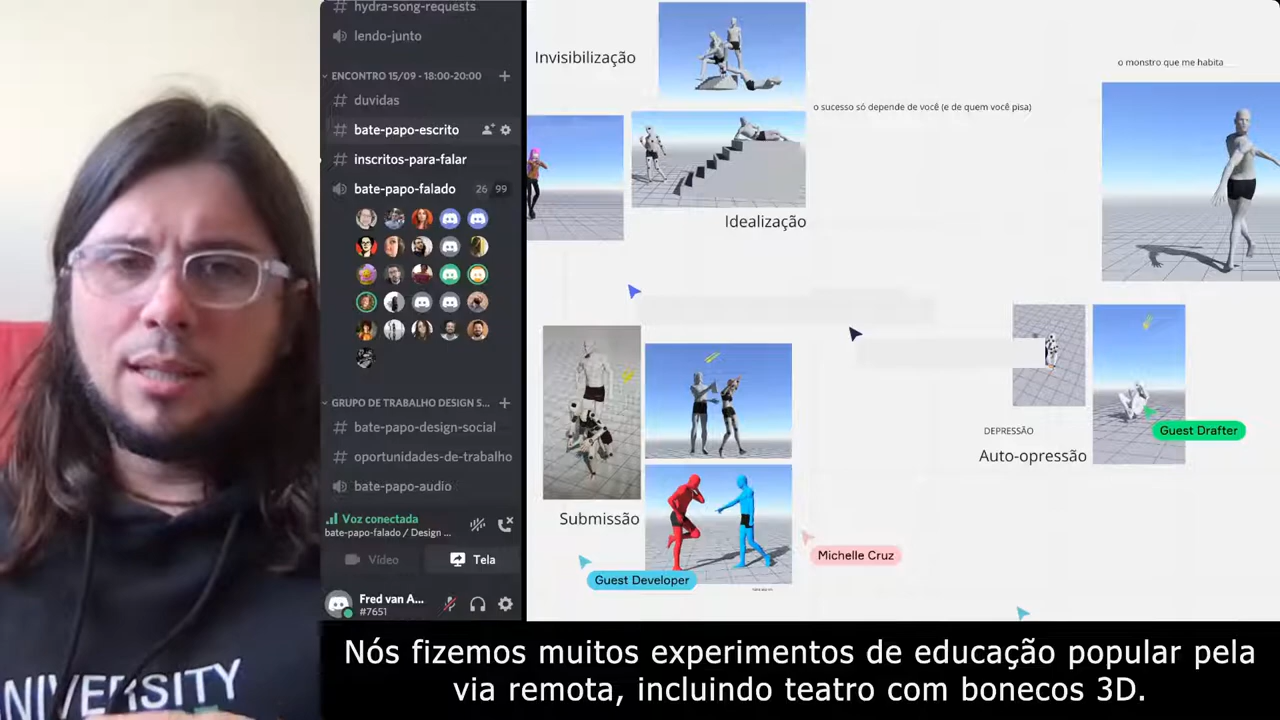 hydra-song-requests
lendo-junto
ENCONTRO 15/09 - 18:00-20:00
duvidas
bate-papo-escrito
inscritos-para-falar
bate-papo-falado 26 99
GRUPO DE TRABALHO DESIGN S...
bate-papo-design-social
oportunidades-de-trabalho
bate-papo-audio
Voz conectada
bate-papo-falado / Design ...
Vídeo Tela
Fred van A...
#7651
Invisibilização
o sucesso só depende de você (e de quem você pisa)
Idealização
o monstro que me habita
Submissão
DEPRESSÃO
Auto-opressão
Guest Drafter
Michelle Cruz
Guest Developer
NIVERSITY
Nós fizemos muitos experimentos de educação popular pela
via remota, incluindo teatro com bonecos 3D.